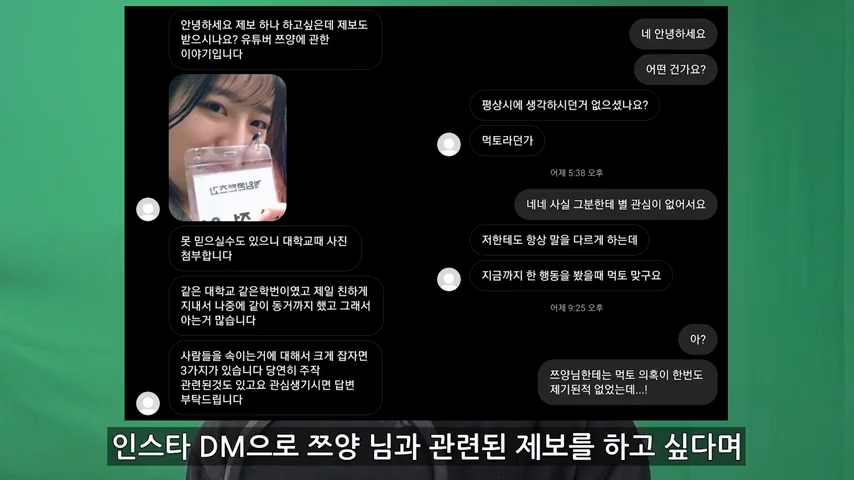 안녕하세요 제보 하나 하고싶은데 제보도
받으시나요? 유튜버 쯔양에 관한
이야기입니다
못 믿으실수도 있으니 대학교때 사진
첨부합니다
같은 대학교 같은학번이였고 제일 친하게
지내서 나중에 같이 동거까지 했고 그래서
아는거 많습니다
사람들을 속이는거에 대해서 크게 잡자면
3가지가 있습니다 당연히 주작
관련된것도 있고요 관심생기시면 답변
부탁드립니다
네 안녕하세요
어떤 건가요?
평상시에 생각하시던거 없으셨나요?
먹토라던가
어제 5:38 오후
네네 사실 그분한테 별 관심이 없어서요
저한테도 항상 말을 다르게 하는데
지금까지 한 행동을 봤을때 먹토 맞구요
어제 9:25 오후
아?
쯔양님한테는 먹토 의혹이 한번도
제기된적 없었는데...!
인스타 DM으로 쯔양 님과 관련된 제보를 하고 싶다며